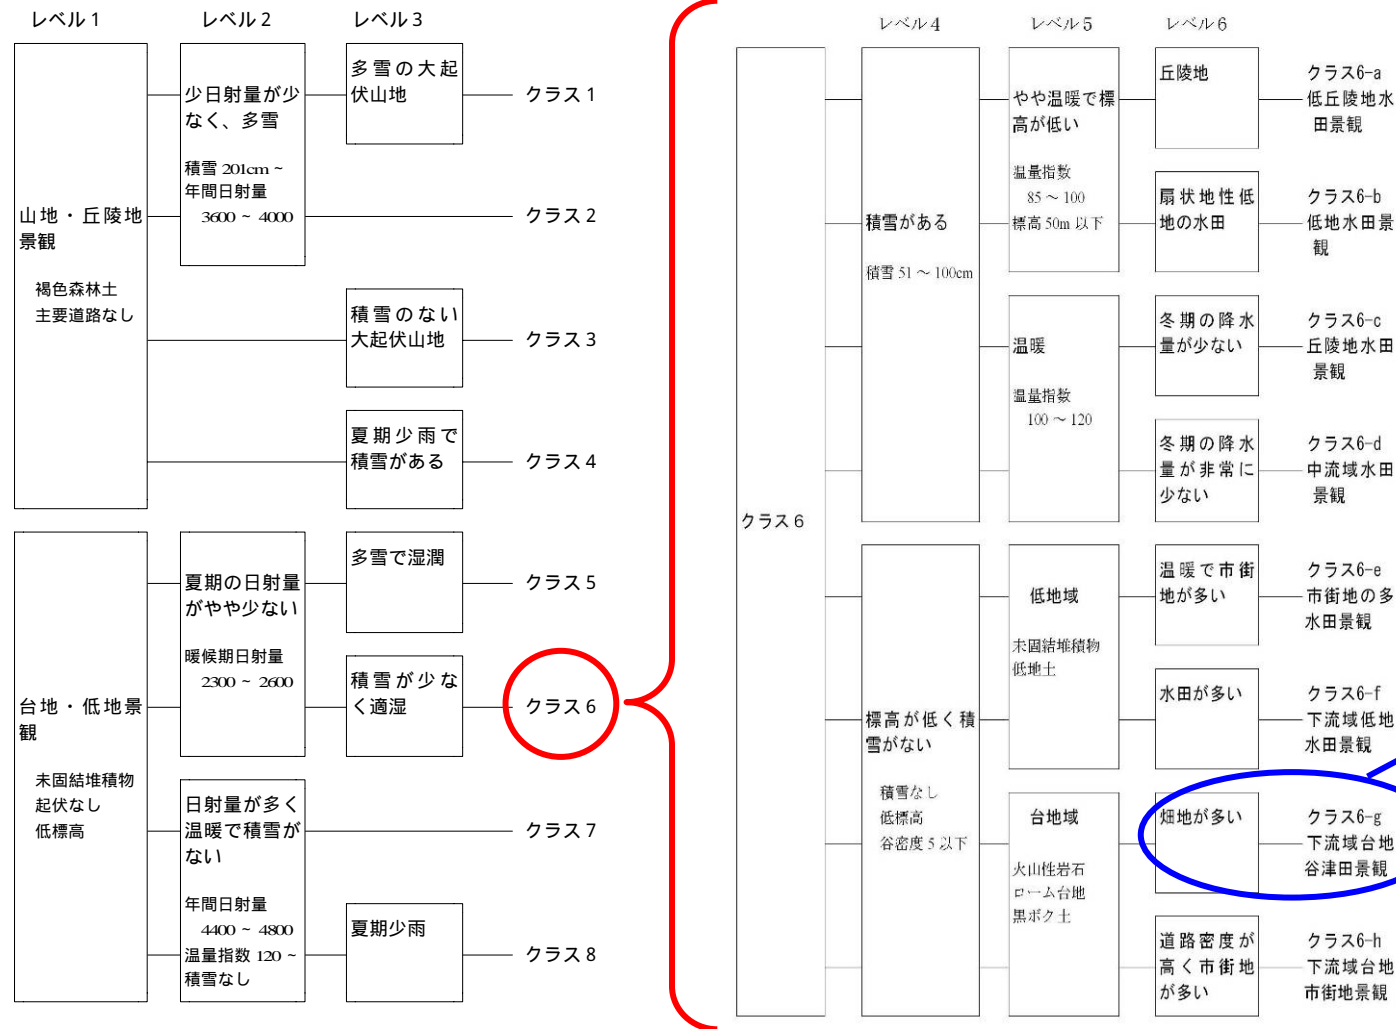 レベル 1
レベル 2
レベル 3
山地・丘陵地
景観
褐色森林土
主要道路なし
少日射量が少
なく、多雪
積雪 201cm ~
年間日射量
3600 ~ 4000
多雪の大起
伏山地
クラス 1
クラス 2
積雪のない
大起伏山地
クラス 3
夏期少雨で
積雪がある
クラス 4
台地・低地景
観
未固結堆積物
起伏なし
低標高
夏期の日射量
がやや少ない
暖候期日射量
2300 ~ 2600
多雪で湿潤
クラス 5
積雪が少な
く適湿
クラス 6
日射量が多く
温暖で積雪が
ない
年間日射量
4400 ~ 4800
温量指数 120 ~
積雪なし
クラス 7
夏期少雨
クラス 8
レベル 4
レベル 5
レベル 6
クラス 6
積雪がある
積雪 51 ～ 100cm
やや温暖で標
高が低い
温量指数
85 ～ 100
標高 50m 以下
丘陵地
クラス6-a
低丘陵地水
田景観
扇状地性低
地の水田
クラス6-b
低地水田景
観
温暖
温量指数
100 ～ 120
冬期の降水
量が少ない
クラス6-c
丘陵地水田
景観
冬期の降水
量が非常に
少ない
クラス6-d
中流域水田
景観
標高が低く積
雪がない
積雪なし
低標高
谷密度 5 以下
低地域
未固結堆積物
低地土
温暖で市街
地が多い
クラス6-e
市街地の多
水田景観
水田が多い
クラス6-f
下流域低地
水田景観
台地域
火山性岩石
ローム台地
黒ボク土
畑地が多い
クラス6-g
下流域台地
谷津田景観
道路密度が
高く市街地
が多い
クラス6-h
下流域台地
市街地景観